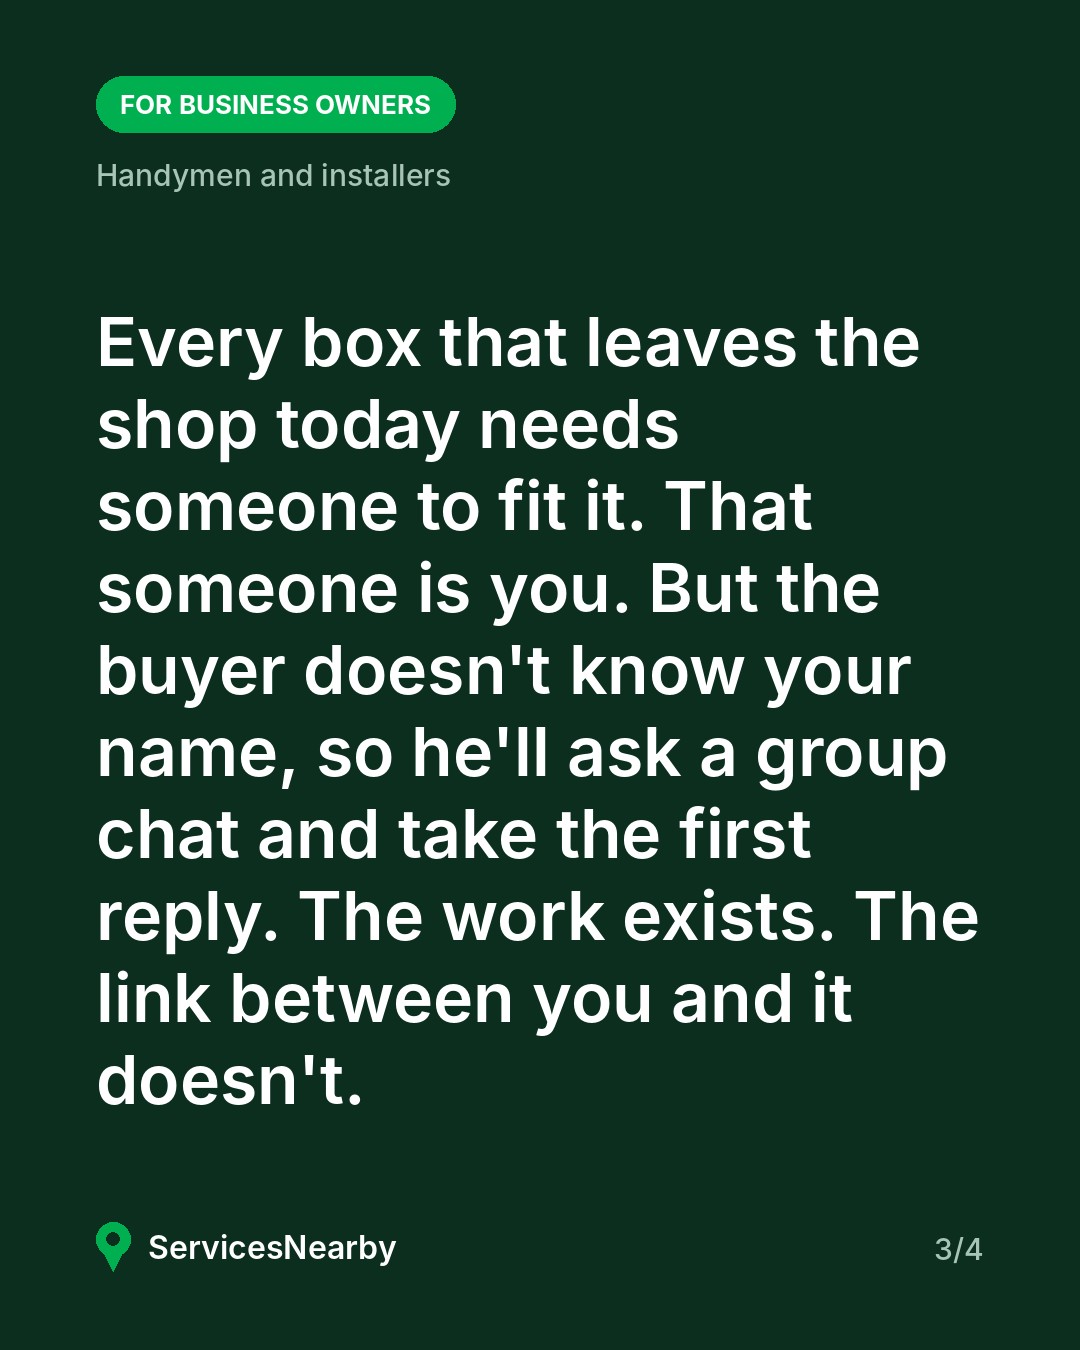 FOR BUSINESS OWNERS
Handymen and installers
Every box that leaves the
shop today needs
someone to fit it. That
someone is you. But the
buyer doesn't know your
name, so he'll ask a group
chat and take the first
reply. The work exists. The
link between you and it
doesn't.
ServicesNearby
3/4